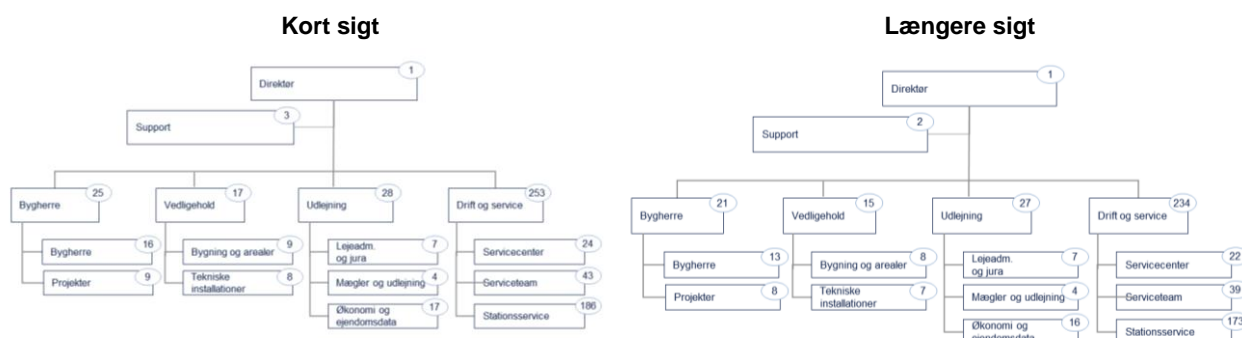 Kort sigt
Direktør
1
Support
3
Bygherre
25
Vedligehold
17
Udlejning
28
Drift og service
253
Bygherre
16
Projekter
9
Bygning og arealer
9
Tekniske
installationer
8
Lejeadm.
og jura
7
Mægler og udlejning
4
Økonomi og
ejendomsdata
17
Servicecenter
24
Serviceteam
43
Stationsservice
186
Længere sigt
Direktør
1
Support
2
Bygherre
21
Vedligehold
15
Udlejning
27
Drift og service
234
Bygherre
13
Projekter
8
Bygning og arealer
8
Tekniske
installationer
7
Lejeadm.
og jura
7
Mægler og udlejning
4
Økonomi og
ejendomsdata
16
Servicecenter
22
Serviceteam
39
Stationsservice
173